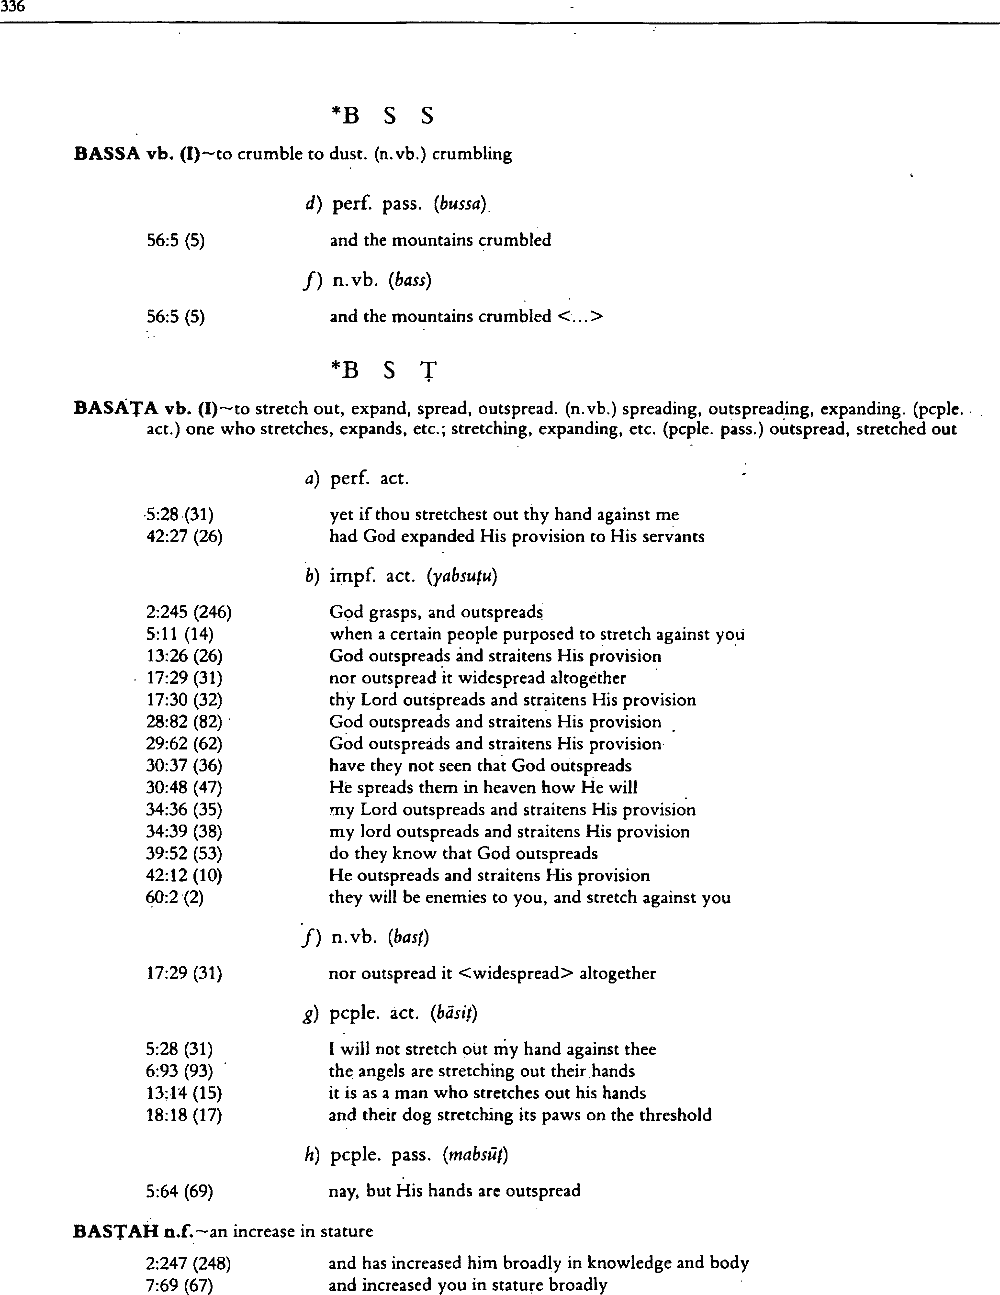 336
*B S S
BASSA vb. (I)~to crumble to dust. (n.vb.) crumbling
d) perf. pass. (bussa)
56:5 (5) and the mountains crumbled
f) n.vb. (bass)
56:5 (5) and the mountains crumbled <...>
*B S Ṭ
BASAṬA vb. (I)~to stretch out, expand, spread, outspread. (n.vb.) spreading, outspreading, expanding. (pcple.
act.) one who stretches, expands, etc.; stretching, expanding, etc. (pcple. pass.) outspread, stretched out
a) perf. act.
5:28 (31) yet if thou stretchest out thy hand against me
42:27 (26) had God expanded His provision to His servants
b) impf. act. (yabsuṭu)
2:245 (246) God grasps, and outspreads
5:11 (14) when a certain people purposed to stretch against you
13:26 (26) God outspreads and straitens His provision
17:29 (31) nor outspread it widespread altogether
17:30 (32) thy Lord outspreads and straitens His provision
28:82 (82) God outspreads and straitens His provision
29:62 (62) God outspreads and straitens His provision
30:37 (36) have they not seen that God outspreads
30:48 (47) He spreads them in heaven how He will
34:36 (35) my Lord outspreads and straitens His provision
34:39 (38) my lord outspreads and straitens His provision
39:52 (53) do they know that God outspreads
42:12 (10) He outspreads and straitens His provision
60:2 (2) they will be enemies to you, and stretch against you
f) n.vb. (basṭ)
17:29 (31) nor outspread it <widespread> altogether
g) pcple. act. (bāsiṭ)
5:28 (31) I will not stretch out my hand against thee
6:93 (93) the angels are stretching out their hands
13:14 (15) it is as a man who stretches out his hands
18:18 (17) and their dog stretching its paws on the threshold
h) pcple. pass. (mabsūṭ)
5:64 (69) nay, but His hands are outspread
BASṬAH n.f.~an increase in stature
2:247 (248) and has increased him broadly in knowledge and body
7:69 (67) and increased you in stature broadly